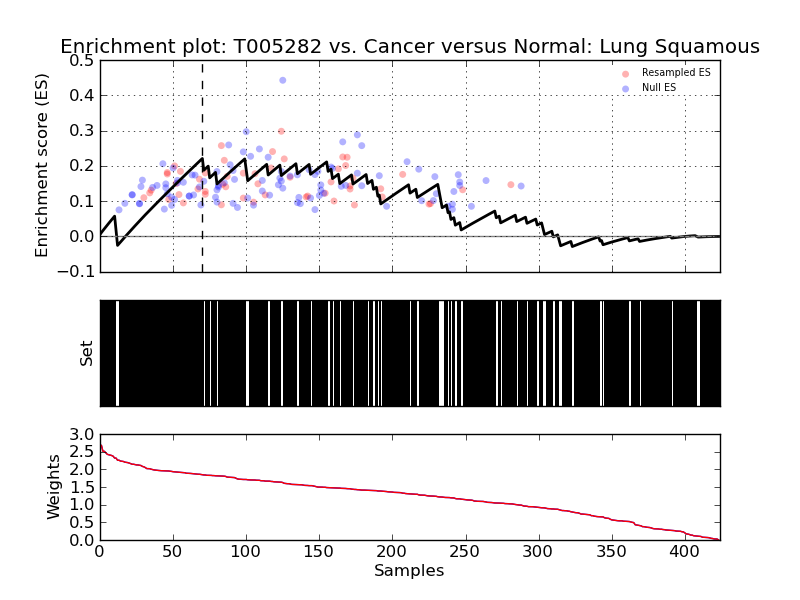 Enrichment plot: T005282 vs. Cancer versus Normal: Lung Squamous
Enrichment score (ES)
0.5
0.4
0.3
0.2
0.1
0.0
−0.1
Resampled ES
Null ES
Set
Weights
3.0
2.5
2.0
1.5
1.0
0.5
0.0
0 50 100 150 200 250 300 350 400
Samples